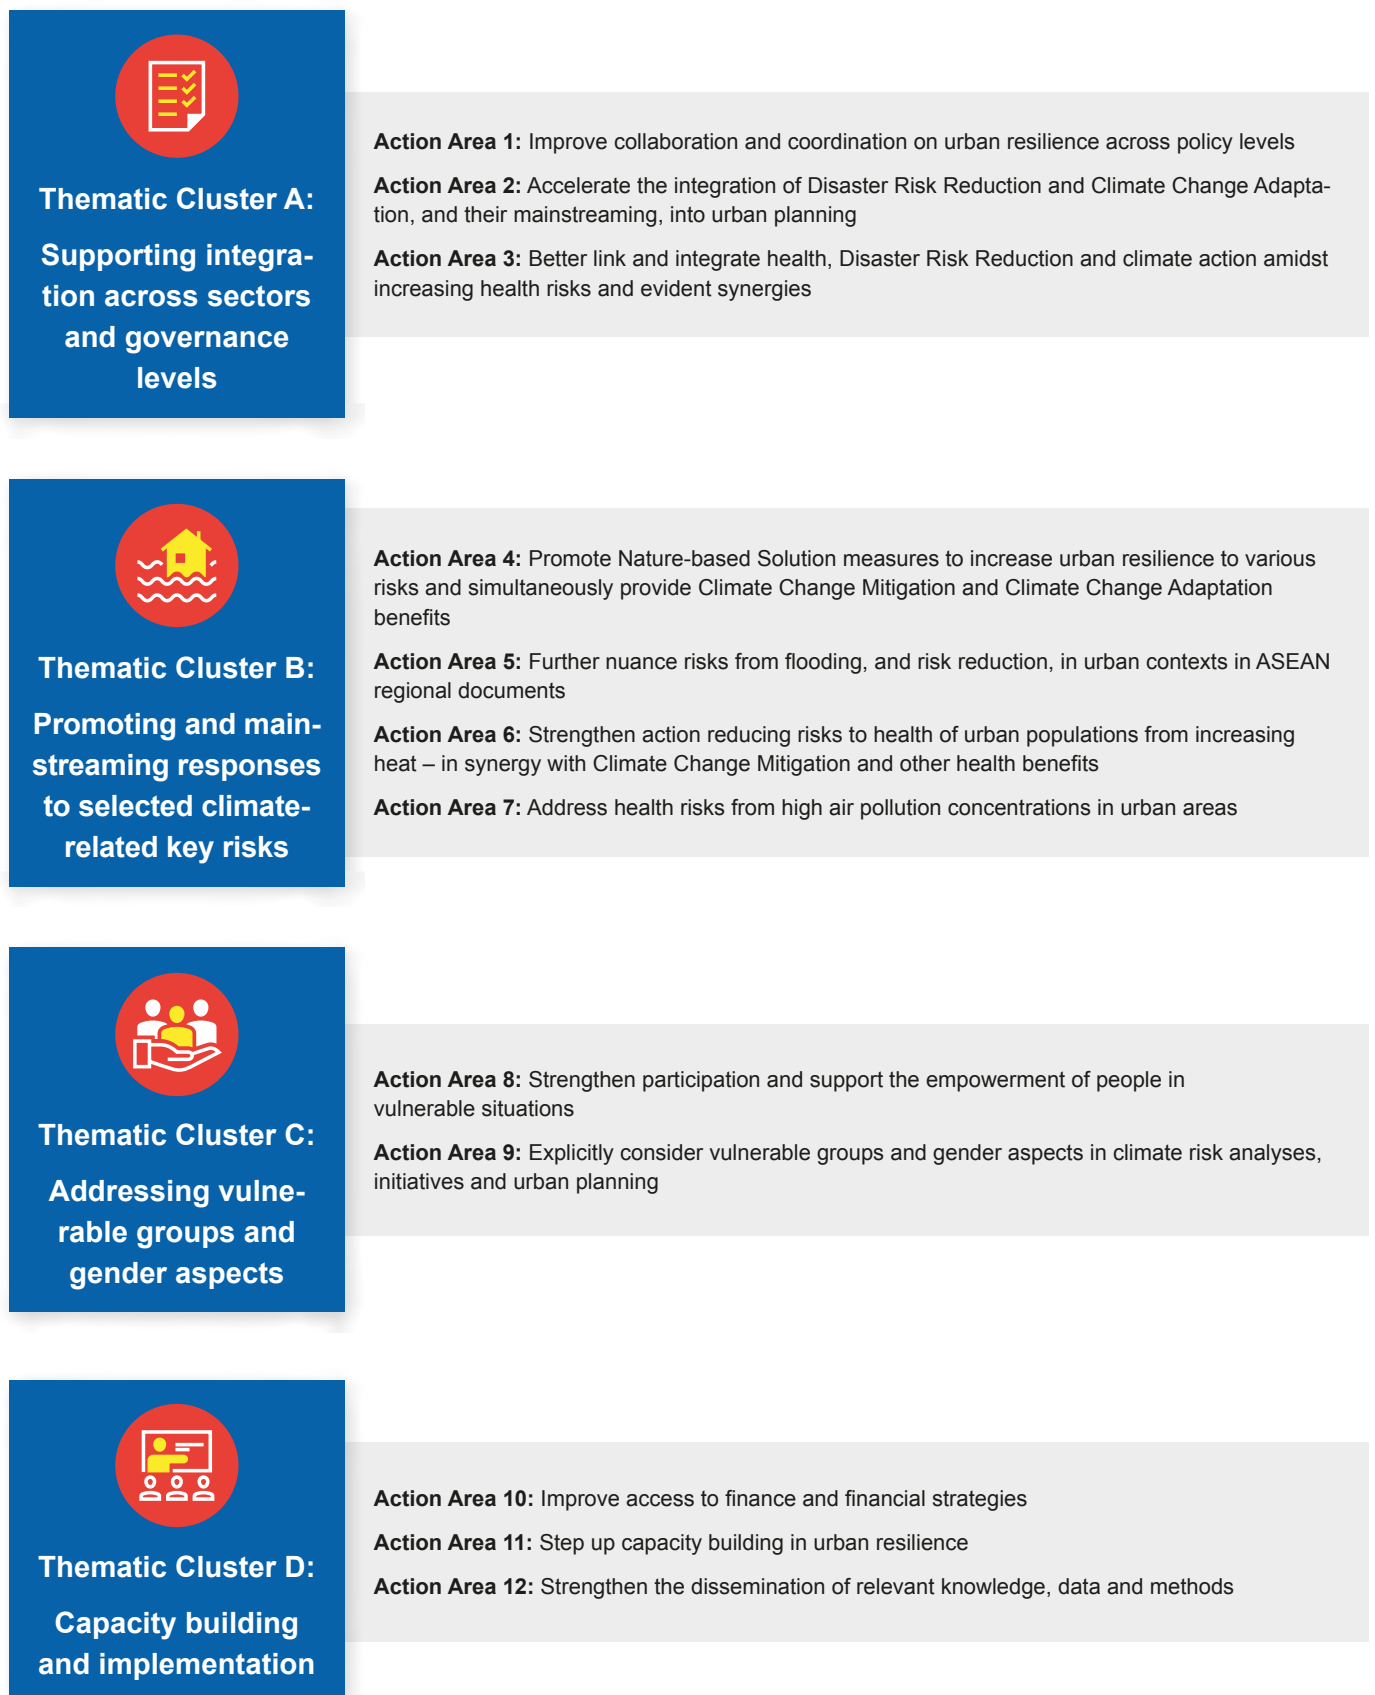 Thematic Cluster A:
Supporting integra-
tion across sectors
and governance
levels
Action Area 1: Improve collaboration and coordination on urban resilience across policy levels
Action Area 2: Accelerate the integration of Disaster Risk Reduction and Climate Change Adapta-
tion, and their mainstreaming, into urban planning
Action Area 3: Better link and integrate health, Disaster Risk Reduction and climate action amidst
increasing health risks and evident synergies
Thematic Cluster B:
Promoting and main-
streaming responses
to selected climate-
related key risks
Action Area 4: Promote Nature-based Solution measures to increase urban resilience to various
risks and simultaneously provide Climate Change Mitigation and Climate Change Adaptation
benefits
Action Area 5: Further nuance risks from flooding, and risk reduction, in urban contexts in ASEAN
regional documents
Action Area 6: Strengthen action reducing risks to health of urban populations from increasing
heat – in synergy with Climate Change Mitigation and other health benefits
Action Area 7: Address health risks from high air pollution concentrations in urban areas
Thematic Cluster C:
Addressing vulne-
rable groups and
gender aspects
Action Area 8: Strengthen participation and support the empowerment of people in
vulnerable situations
Action Area 9: Explicitly consider vulnerable groups and gender aspects in climate risk analyses,
initiatives and urban planning
Thematic Cluster D:
Capacity building
and implementation
Action Area 10: Improve access to finance and financial strategies
Action Area 11: Step up capacity building in urban resilience
Action Area 12: Strengthen the dissemination of relevant knowledge, data and methods